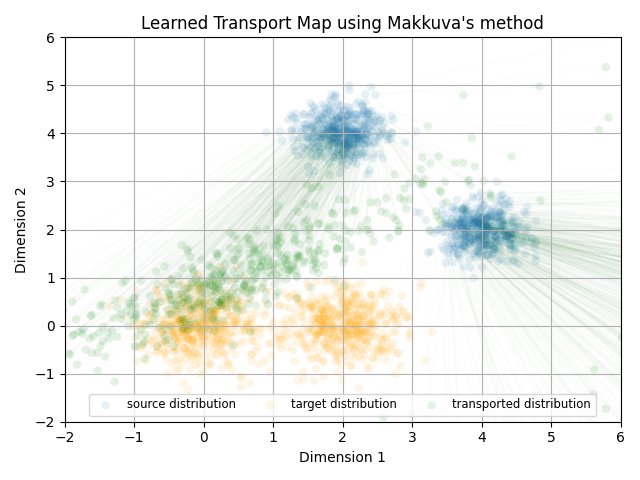 Learned Transport Map using Makkuva's method
6
5
4
3
2
1
0
−1
−2
Dimension 2
source distribution target distribution transported distribution
−2 −1 0 1 2 3 4 5 6
Dimension 1